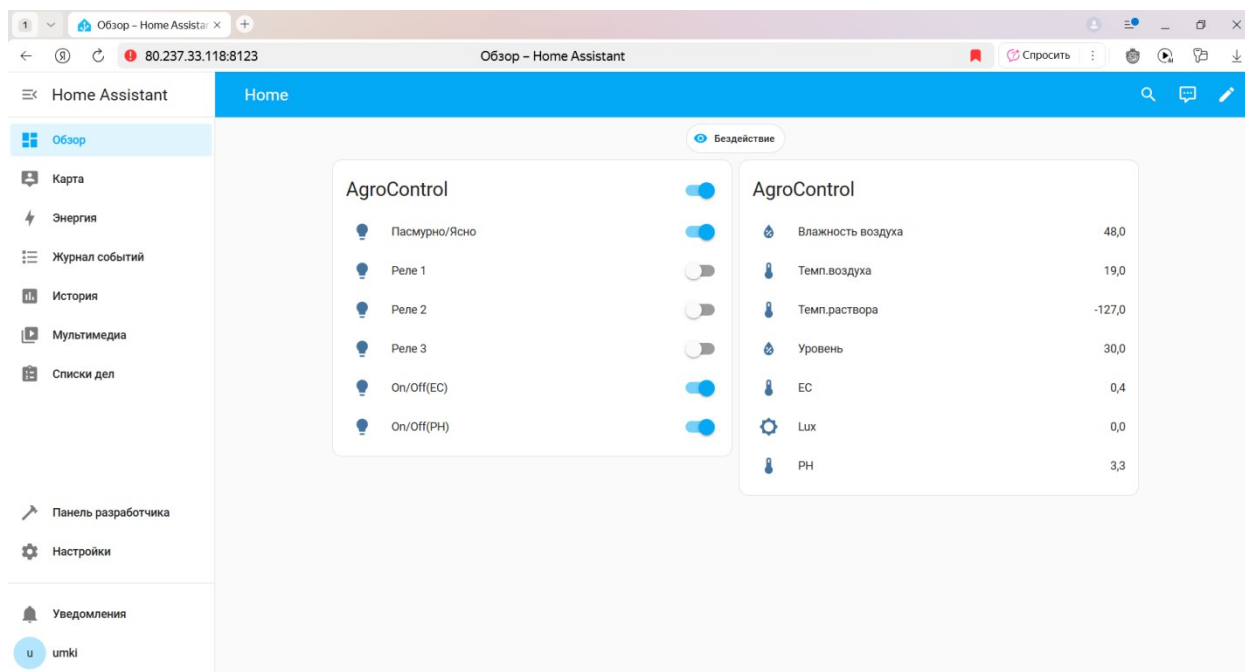 1
Обзор – Home Assistar
80.237.33.118:8123
Обзор – Home Assistant
Спросить
Home Assistant
Home
Обзор
Карта
Энергия
Журнал событий
История
Мультимедиа
Списки дел
Панель разработчика
Настройки
Уведомления
u umki
Бездействие
AgroControl
Пасмурно/Ясно
Реле 1
Реле 2
Реле 3
On/Off(EC)
On/Off(PH)
AgroControl
Влажность воздуха 48,0
Темп.воздуха 19,0
Темп.раствора -127,0
Уровень 30,0
EC 0,4
Lux 0,0
PH 3,3